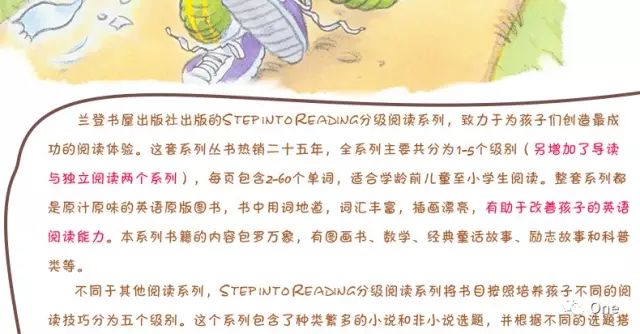 兰登书屋出版社出版的STEP INTO READING分级阅读系列，致力于为孩子们创造最成
功的阅读体验。这套系列丛书热销二十五年，全系列主要共分为1-5个级别（另增加了导读
与独立阅读两个系列），每页包含2-60个单词，适合学龄前儿童至小学生阅读。整套系列都
是原汁原味的英语原版图书，书中用词地道，词汇丰富，插画漂亮，有助于改善孩子的英语
阅读能力。本系列书籍的内容包罗万象，有图画书、数学、经典童话故事、励志故事和科普
类等。
不同于其他阅读系列，STEP INTO READING分级阅读系列将书目按照培养孩子不同的阅
读技巧分为五个级别。这个系列包含了种类繁多的小说和非小说选题，并根据不同的选题搭
One